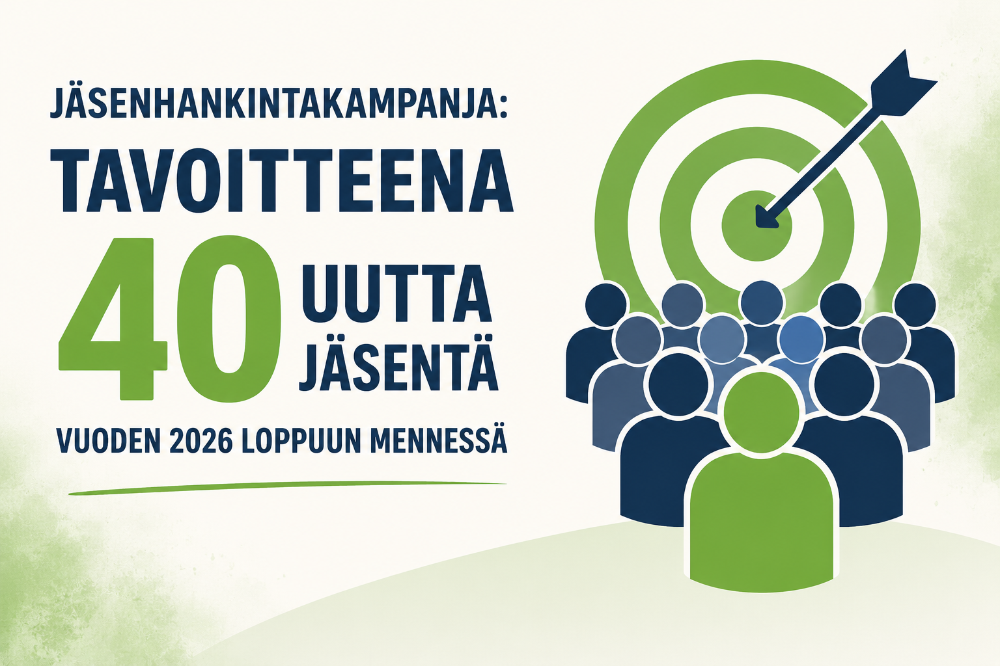 JÄSENHANKINTAKAMPANJA:
TAVOITTEENA
40 UUTTA
JÄSENTÄ
VUODEN 2026 LOPPUUN MENNESSÄ